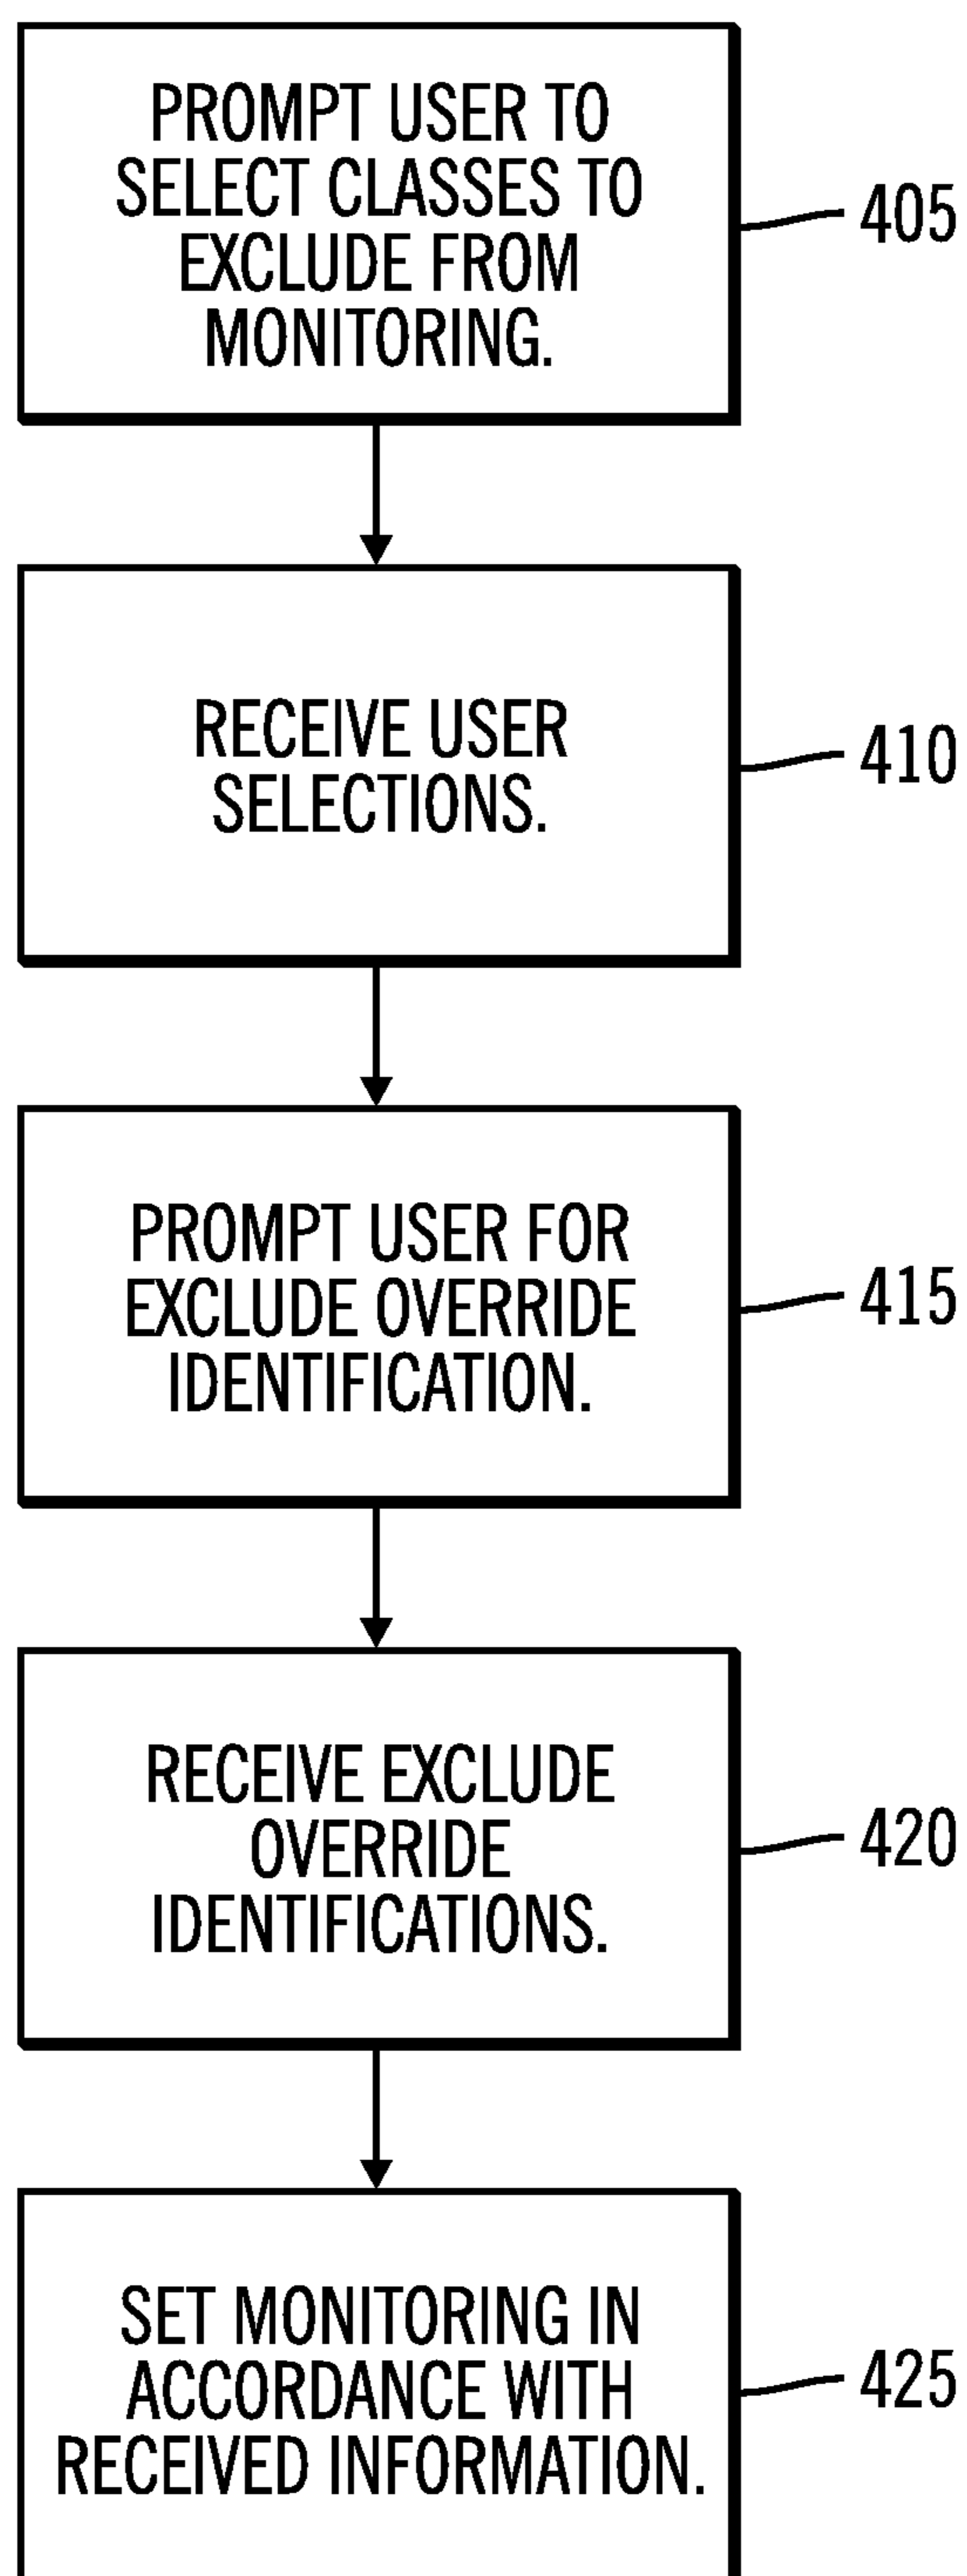 PROMPT USER TO
SELECT CLASSES TO
EXCLUDE FROM
MONITORING.
405
RECEIVE USER
SELECTIONS.
410
PROMPT USER FOR
EXCLUDE OVERRIDE
IDENTIFICATION.
415
RECEIVE EXCLUDE
OVERRIDE
IDENTIFICATIONS.
420
SET MONITORING IN
ACCORDANCE WITH
RECEIVED INFORMATION.
425